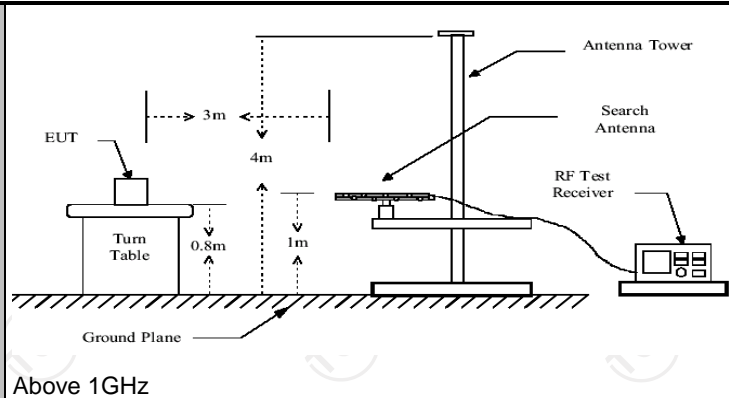 Antenna Tower
3m
Search
Antenna
EUT
4m
RF Test
Receiver
Turn
Table
0.8m
1m
Ground Plane
Above 1GHz